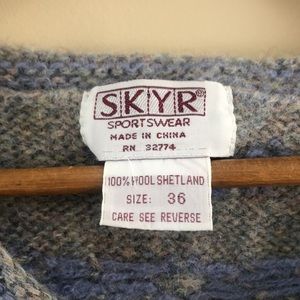 SKYR®
SPORTSWEAR
MADE IN CHINA
RN 32774
100% WOOL SHETLAND
SIZE: 36
CARE SEE REVERSE